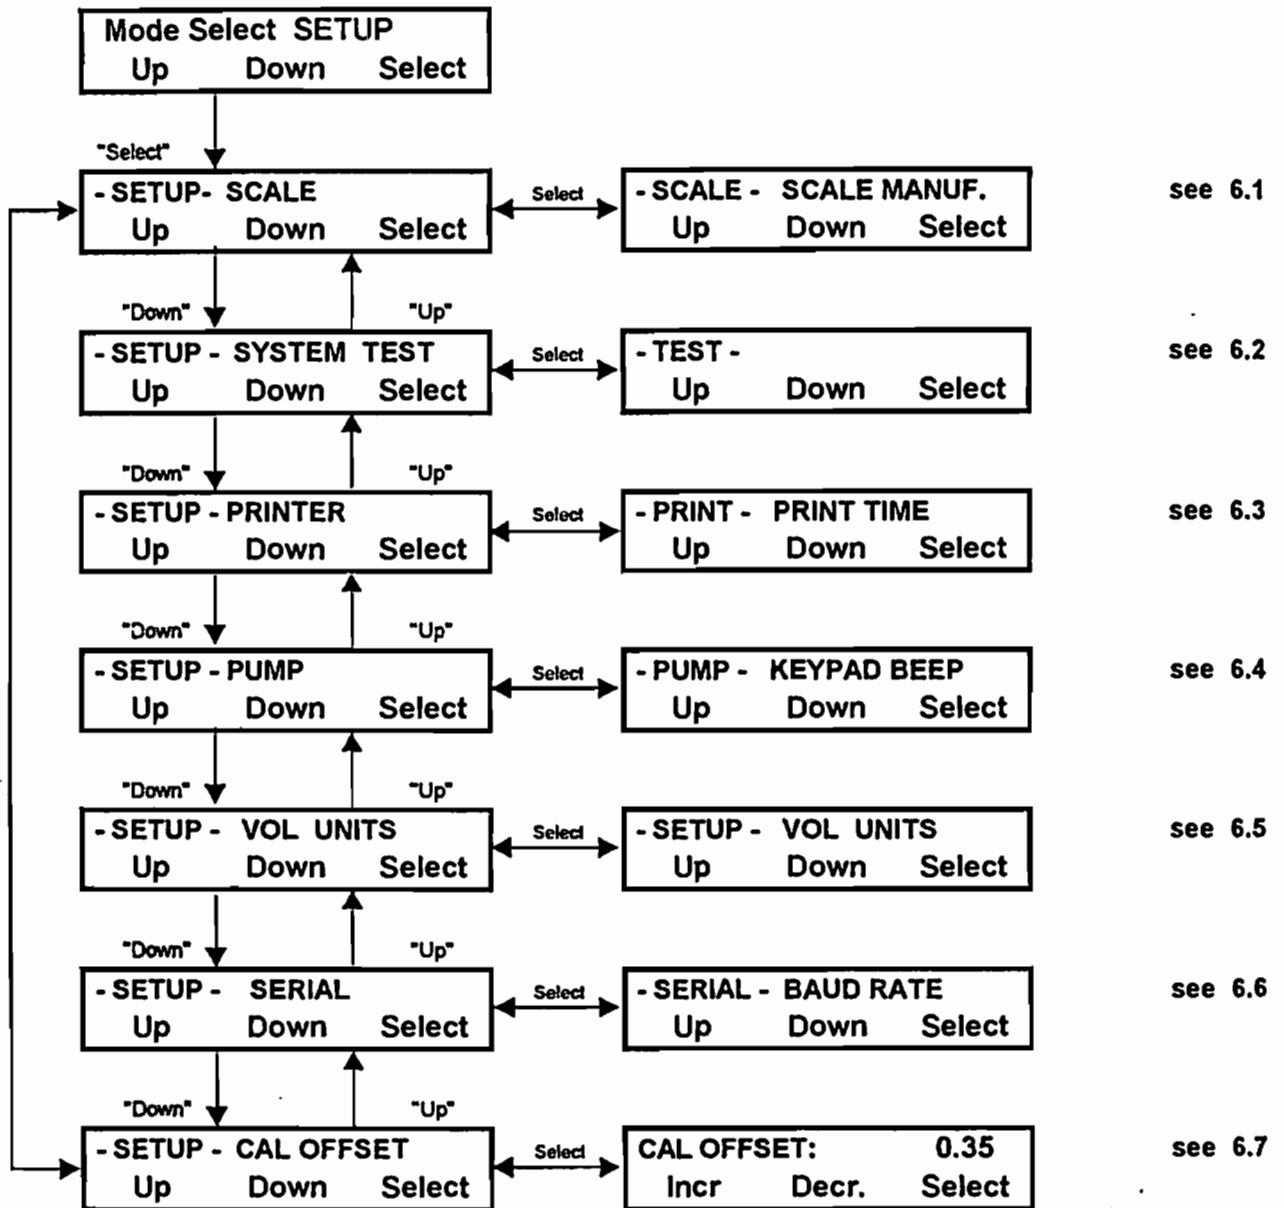 Mode Select SETUP
Up Down Select
"Select"
- SETUP- SCALE
Up Down Select
Select
- SCALE - SCALE MANUF.
Up Down Select
see 6.1
"Down" "Up"
- SETUP - SYSTEM TEST
Up Down Select
Select
- TEST -
Up Down Select
see 6.2
"Down" "Up"
- SETUP - PRINTER
Up Down Select
Select
- PRINT - PRINT TIME
Up Down Select
see 6.3
"Down" "Up"
- SETUP - PUMP
Up Down Select
Select
- PUMP - KEYPAD BEEP
Up Down Select
see 6.4
"Down" "Up"
- SETUP - VOL UNITS
Up Down Select
Select
- SETUP - VOL UNITS
Up Down Select
see 6.5
"Down" "Up"
- SETUP - SERIAL
Up Down Select
Select
- SERIAL - BAUD RATE
Up Down Select
see 6.6
"Down" "Up"
- SETUP - CAL OFFSET
Up Down Select
Select
CAL OFFSET: 0.35
Incr Decr. Select
see 6.7